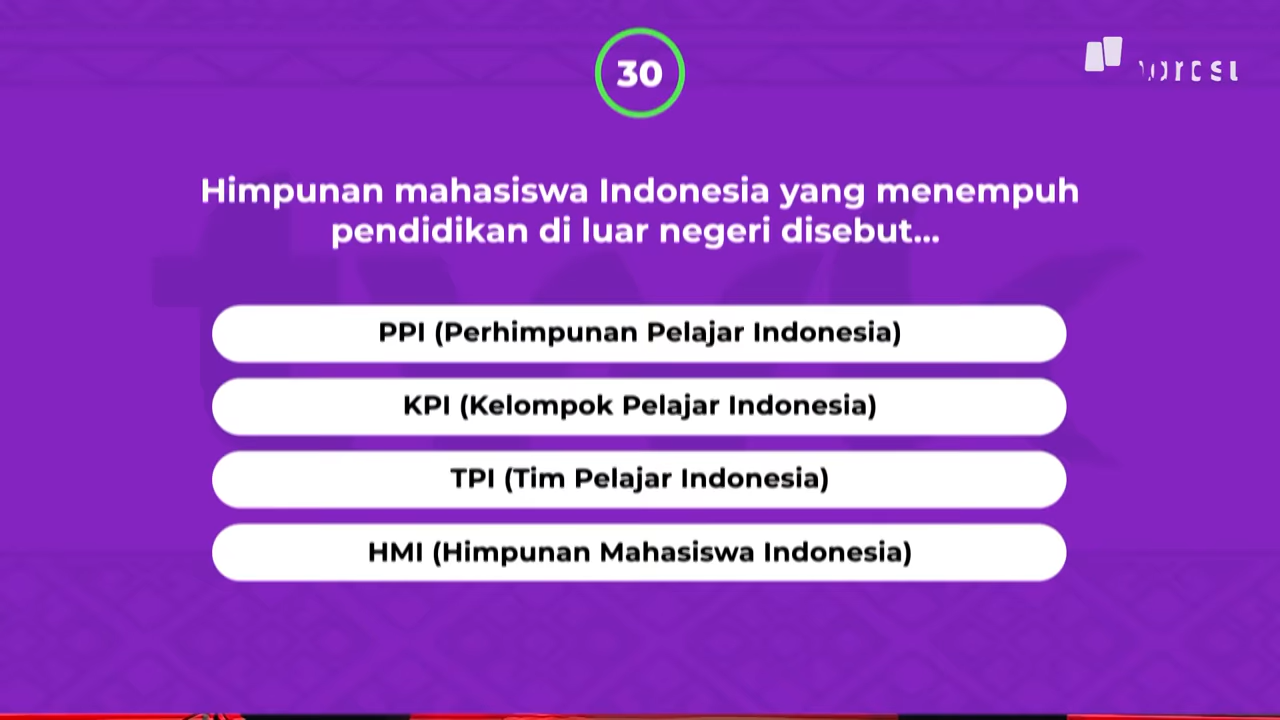 30
Himpunan mahasiswa Indonesia yang menempuh
pendidikan di luar negeri disebut...
PPI (Perhimpunan Pelajar Indonesia)
KPI (Kelompok Pelajar Indonesia)
TPI (Tim Pelajar Indonesia)
HMI (Himpunan Mahasiswa Indonesia)